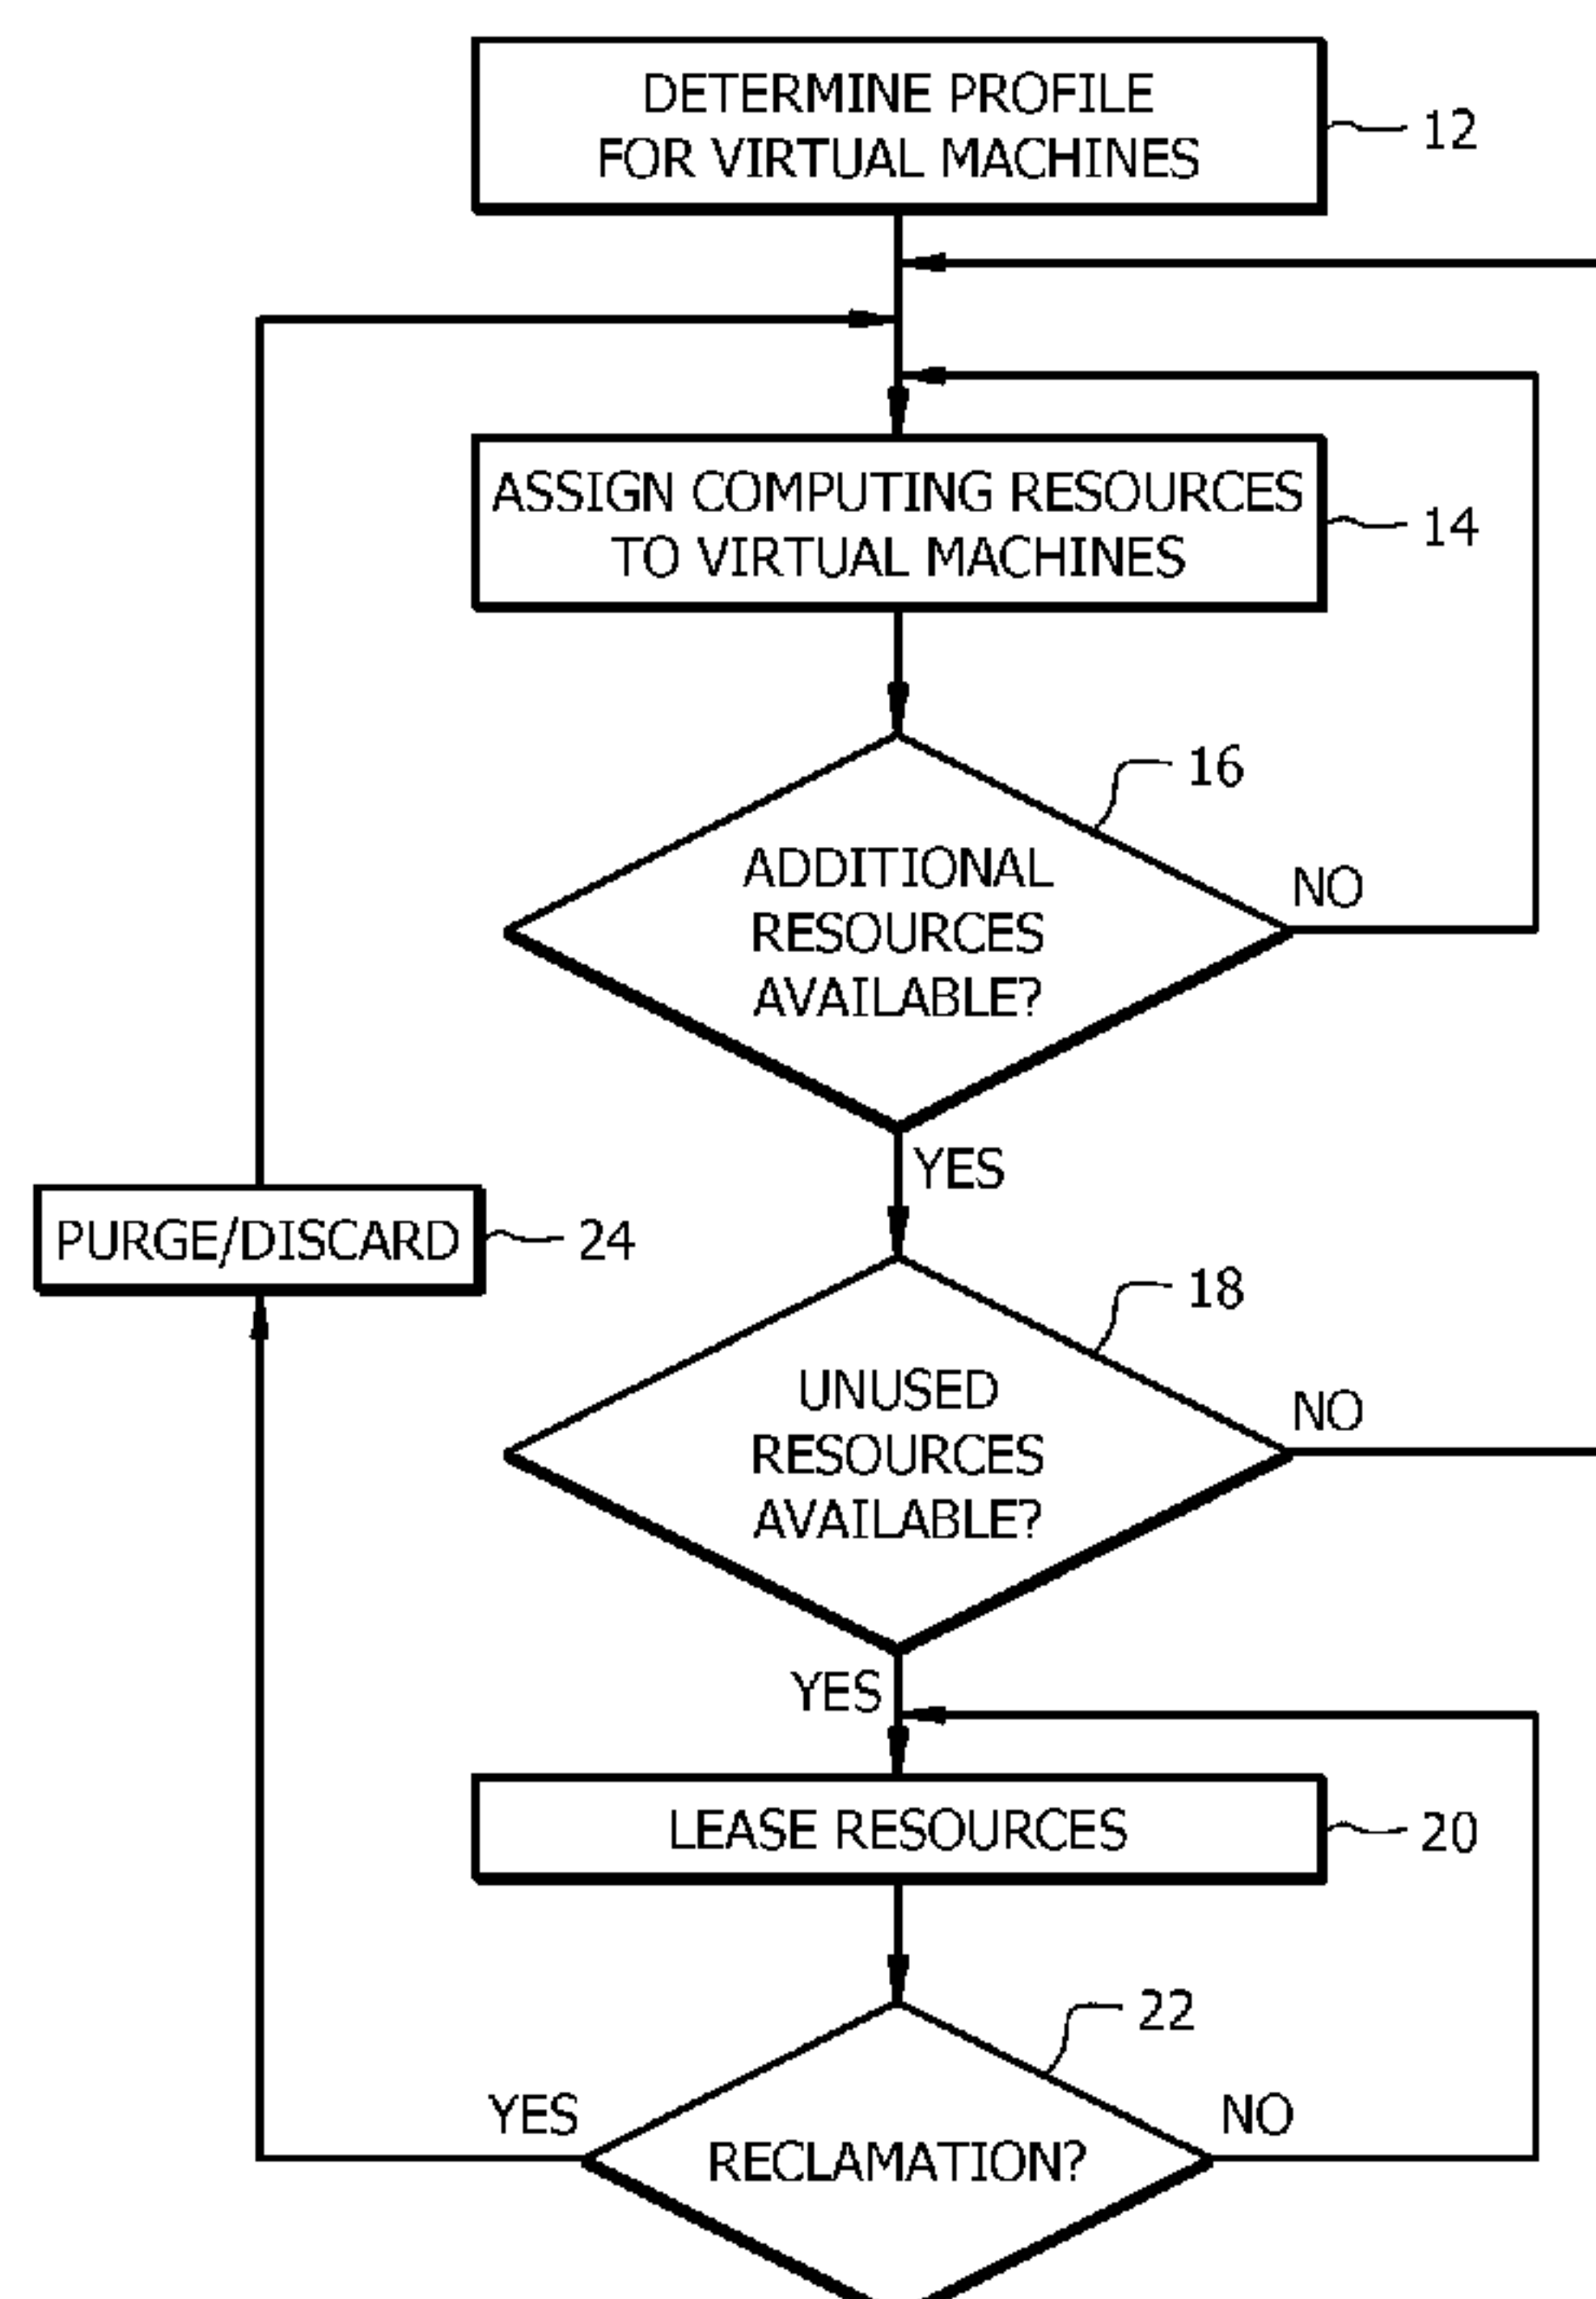 DETERMINE PROFILE
FOR VIRTUAL MACHINES
12
ASSIGN COMPUTING RESOURCES
TO VIRTUAL MACHINES
14
16
ADDITIONAL
RESOURCES
AVAILABLE?
NO
YES
PURGE/DISCARD
24
18
UNUSED
RESOURCES
AVAILABLE?
NO
YES
LEASE RESOURCES
20
22
YES
RECLAMATION?
NO